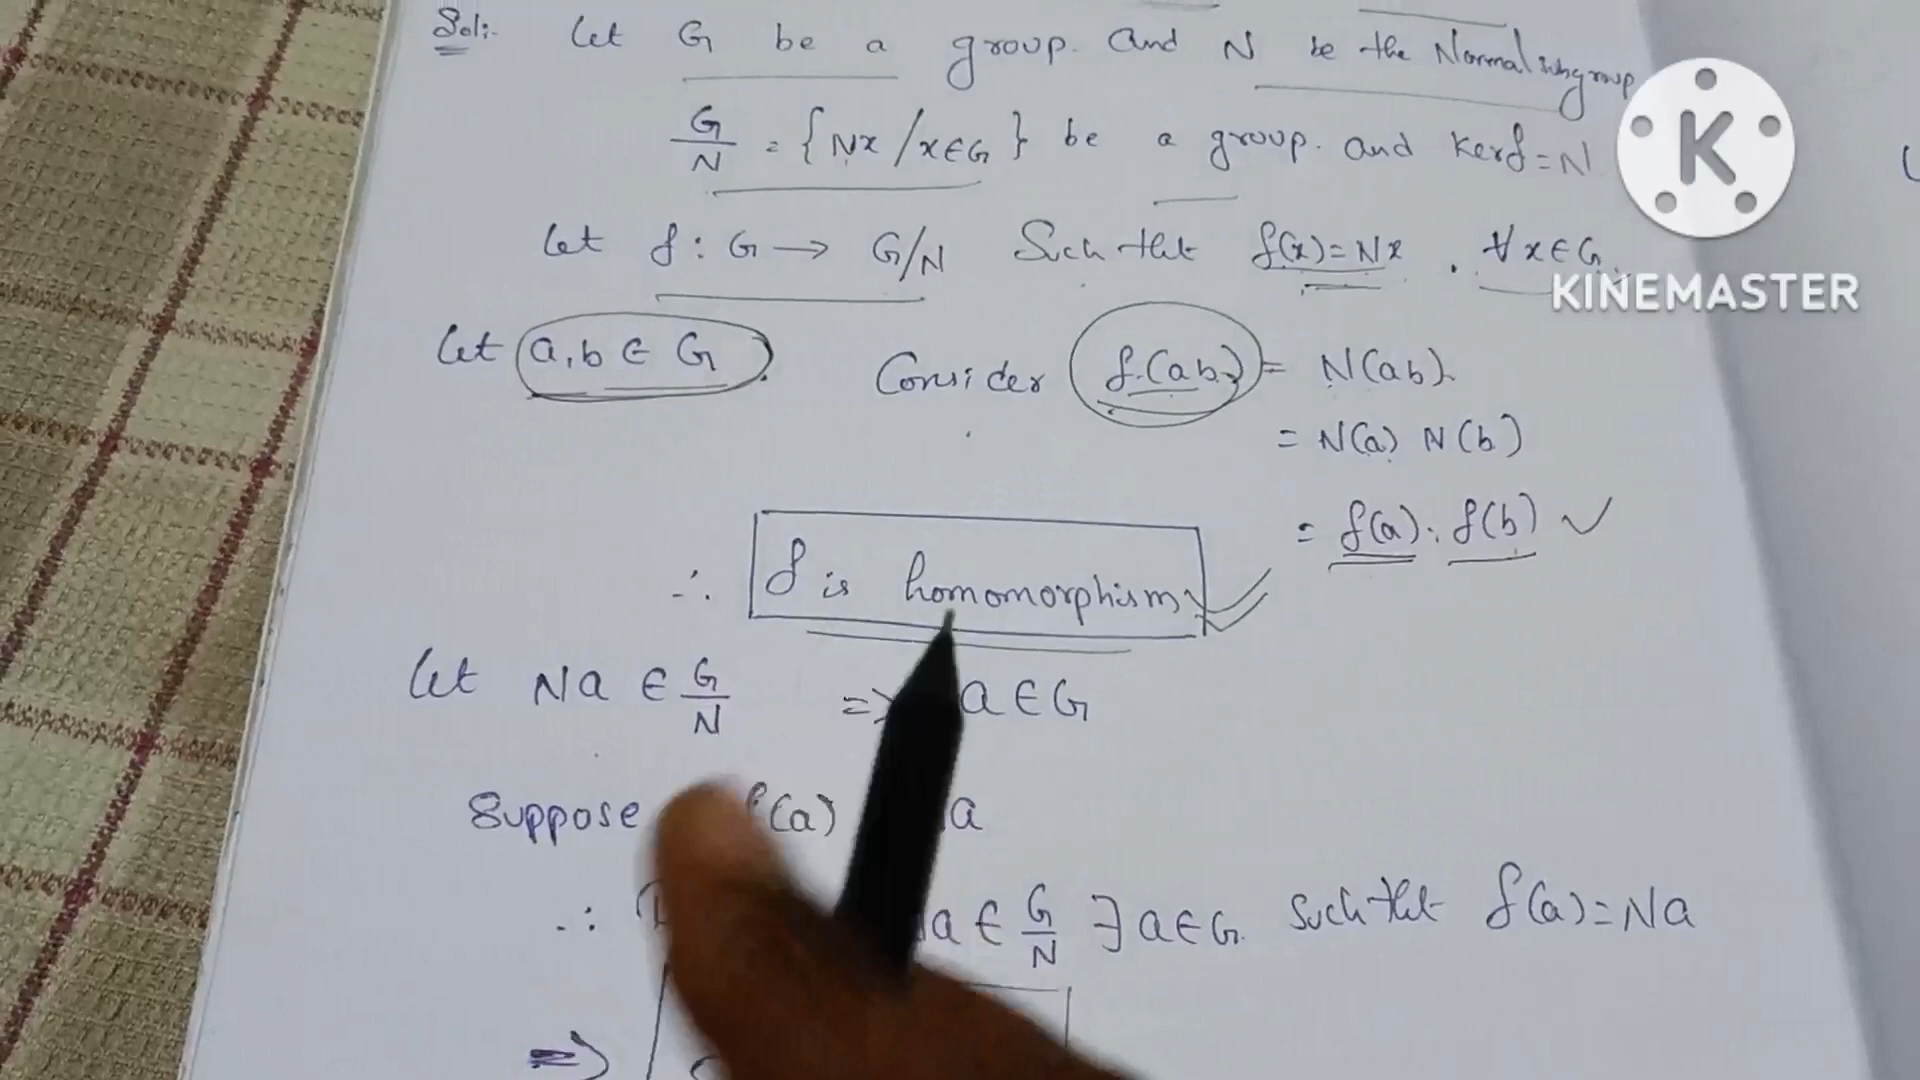 Sol:- Let G be a group. and N be the Normal subgroup
G/N = {Nx/x∈G} be a group. and Kerf=N
Let f : G → G/N Such that f(x)=Nx . ∀x∈G.
KINEMASTER
Let a,b ∈ G. Consider f(ab) = N(ab).
= N(a) N(b)
= f(a). f(b) ✓
∴ f is homomorphism
Let Na ∈ G/N => a∈G
Suppose f(a) a
∴ a ∈ G/N ∃ a∈G. Such that f(a)=Na
=>